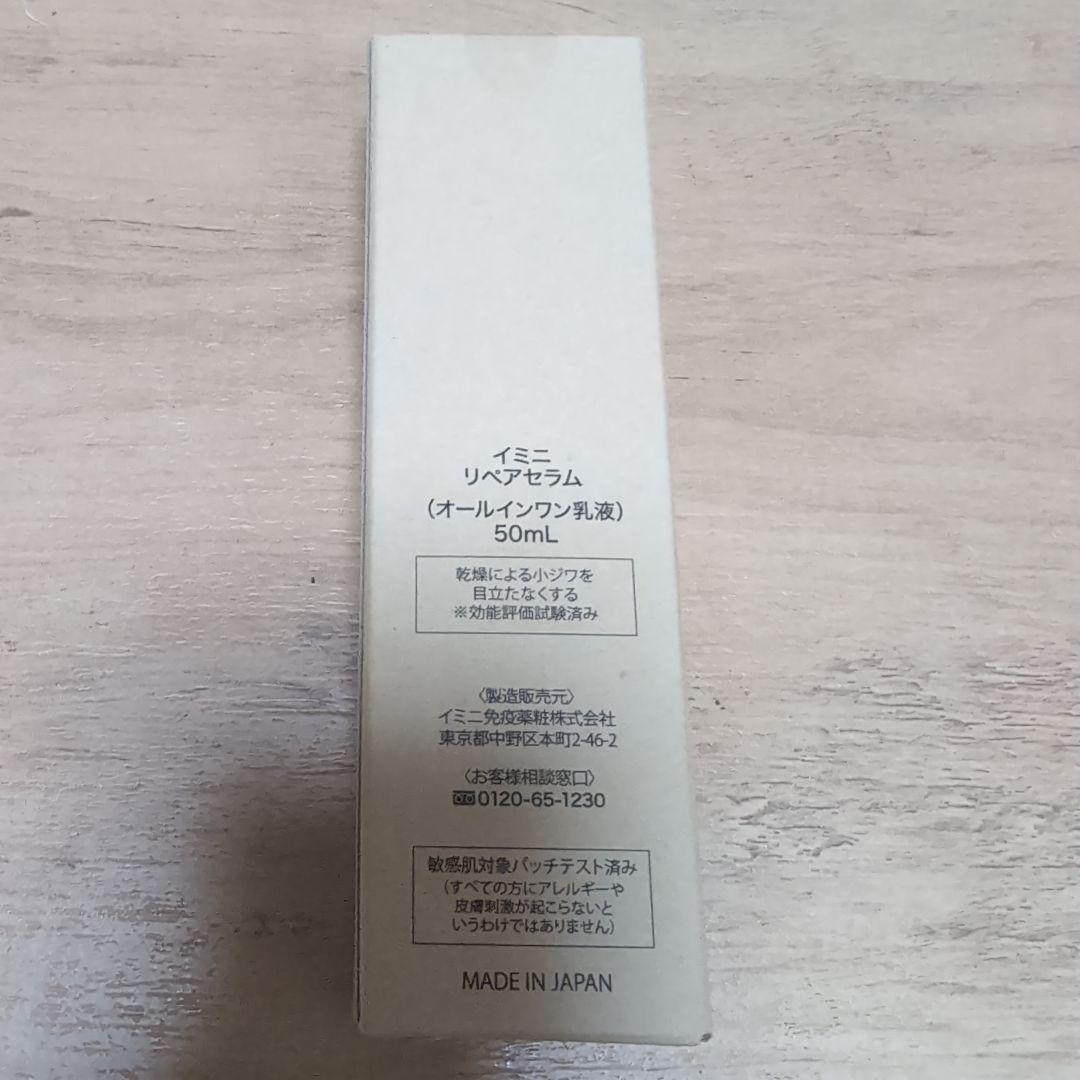 イミニ
リペアセラム
(オールインワン乳液)
50mL
乾燥による小ジワを
目立たなくする
※効能評価試験済み
〈製造販売元〉
イミニ免疫薬粧株式会社
東京都中野区本町2-46-2
〈お客様相談窓口〉
0120-65-1230
敏感肌対象パッチテスト済み
(すべての方にアレルギーや
皮膚刺激が起こらないと
いうわけではありません)
MADE IN JAPAN